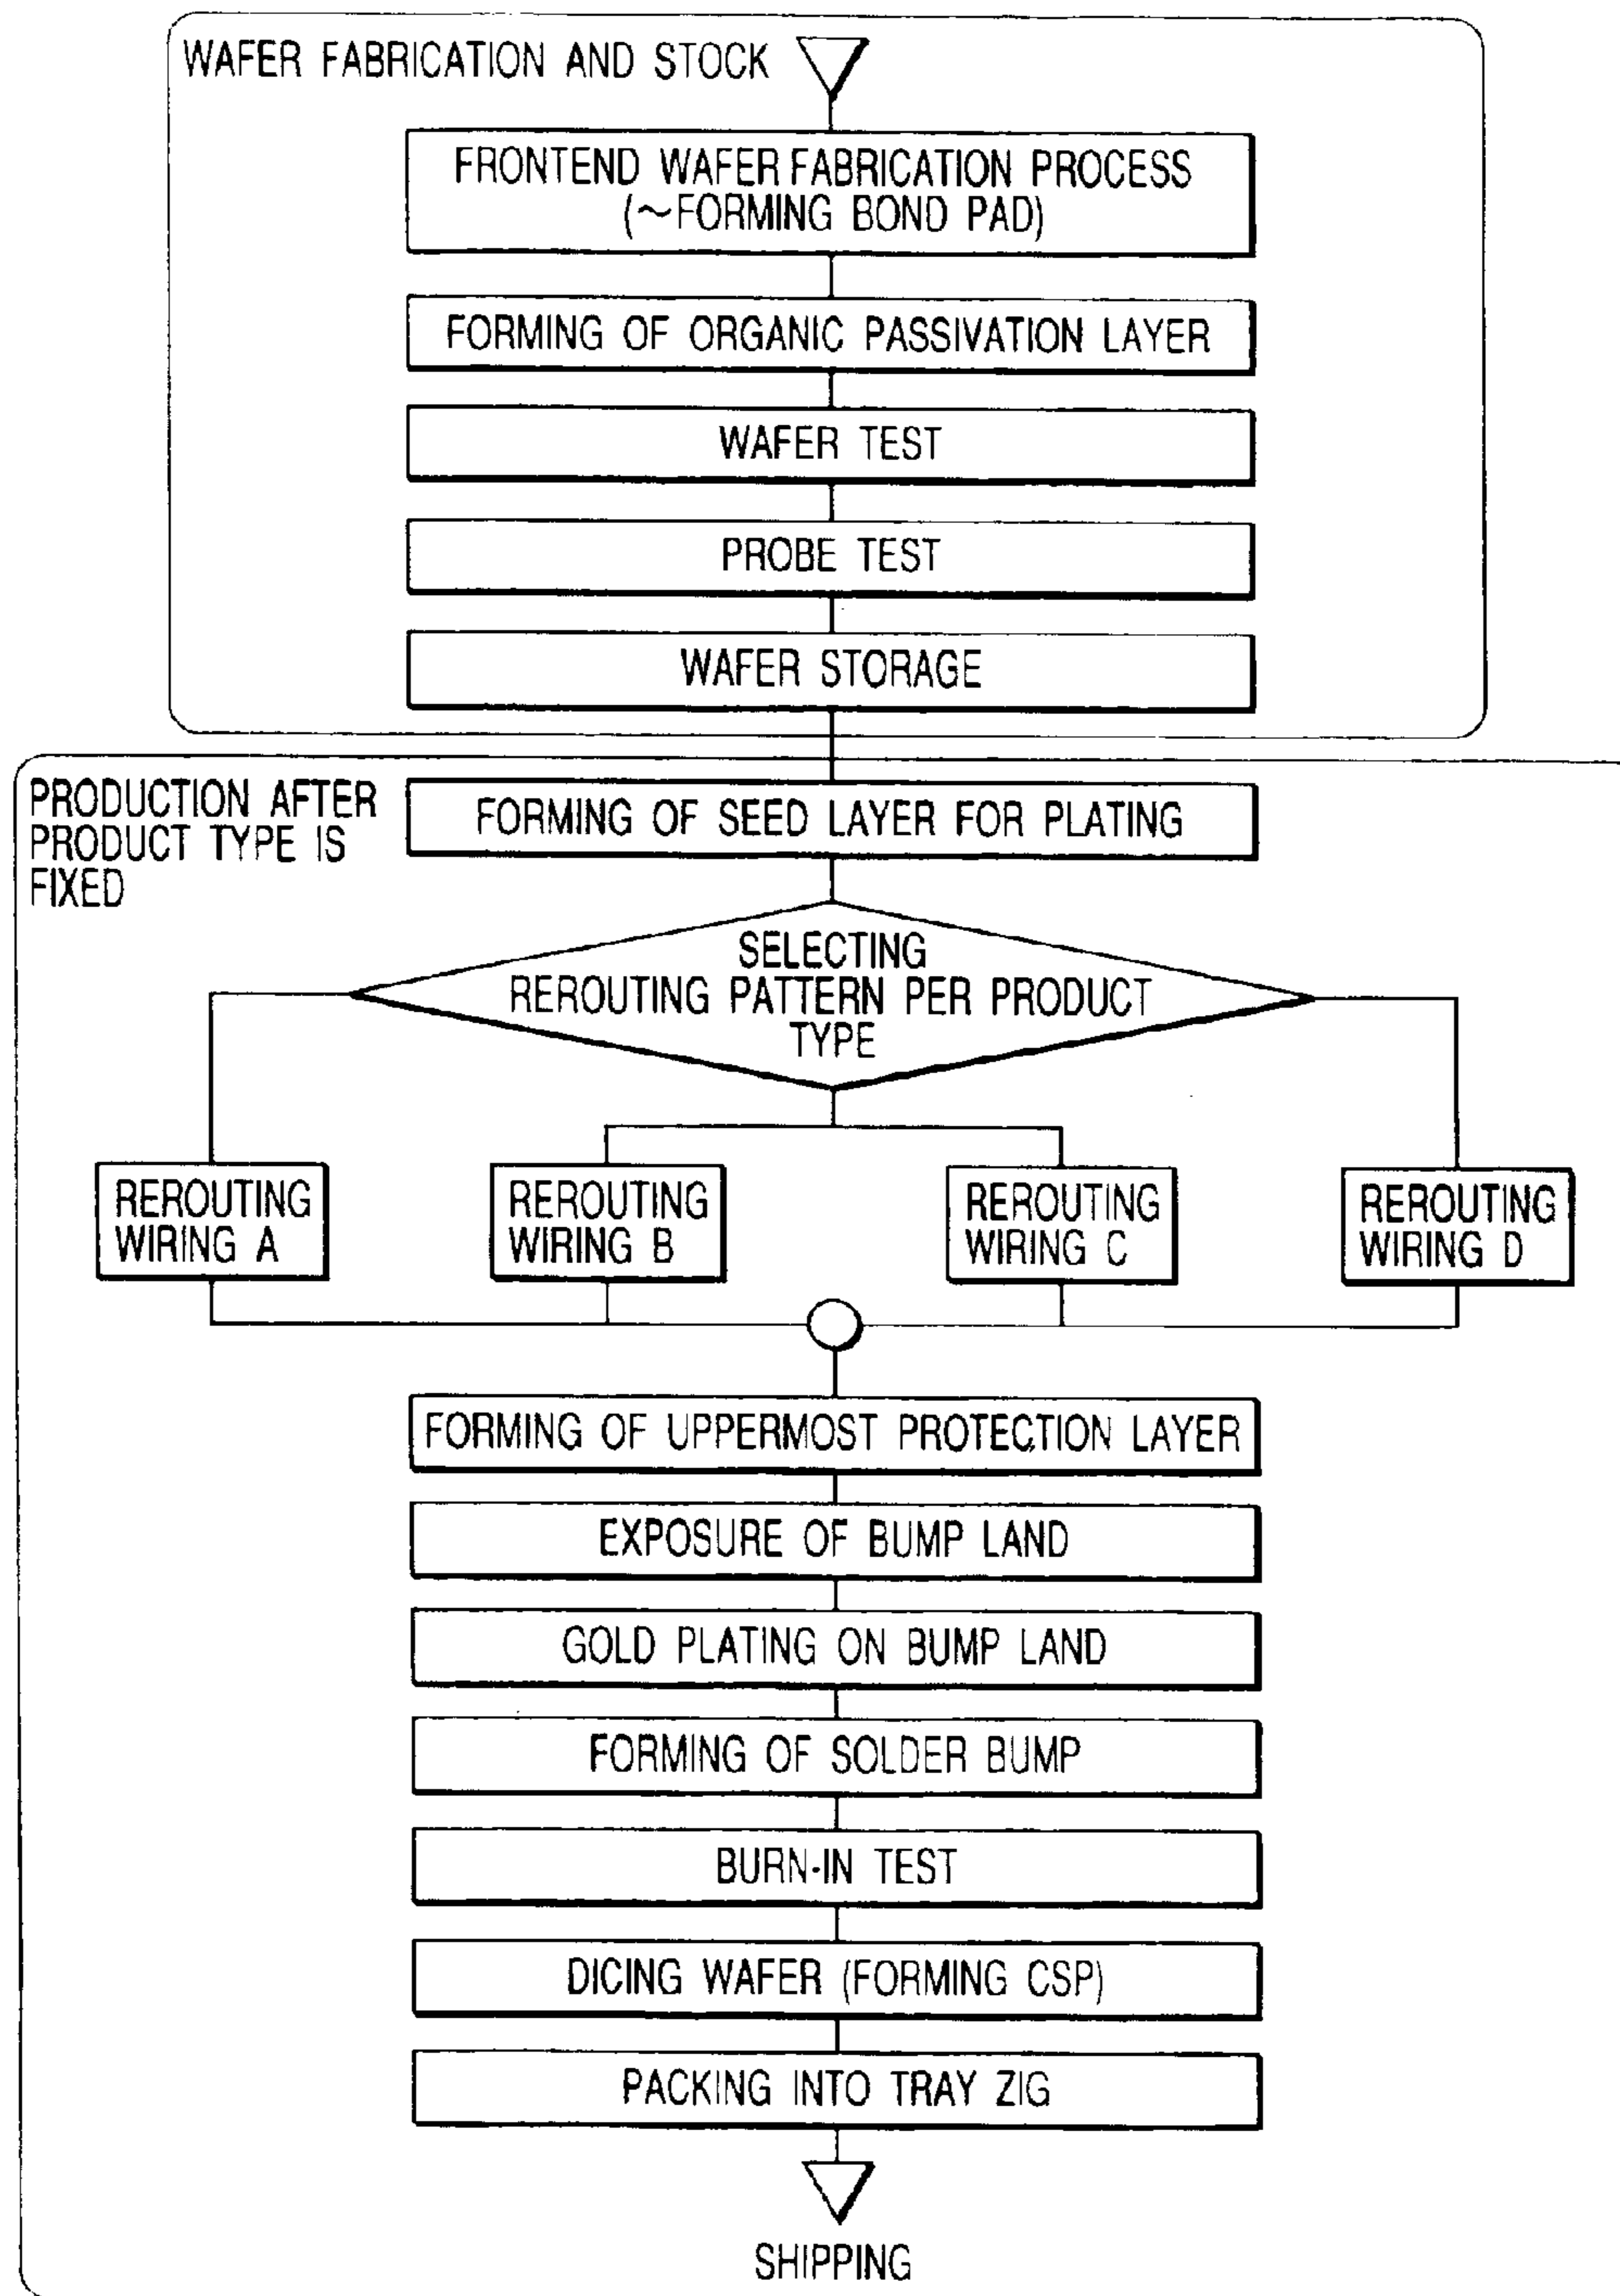 WAFER FABRICATION AND STOCK
FRONTEND WAFER FABRICATION PROCESS
(~FORMING BOND PAD)
FORMING OF ORGANIC PASSIVATION LAYER
WAFER TEST
PROBE TEST
WAFER STORAGE
PRODUCTION AFTER
PRODUCT TYPE IS
FIXED
FORMING OF SEED LAYER FOR PLATING
SELECTING
REROUTING PATTERN PER PRODUCT
TYPE
REROUTING
WIRING A
REROUTING
WIRING B
REROUTING
WIRING C
REROUTING
WIRING D
FORMING OF UPPERMOST PROTECTION LAYER
EXPOSURE OF BUMP LAND
GOLD PLATING ON BUMP LAND
FORMING OF SOLDER BUMP
BURN-IN TEST
DICING WAFER (FORMING CSP)
PACKING INTO TRAY ZIG
SHIPPING